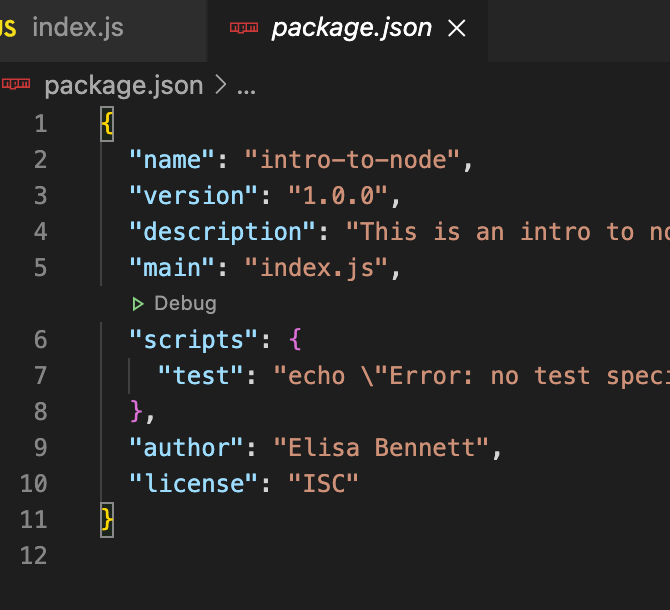 JS index.js npm package.json ×
npm package.json > ...
1 {
2 "name": "intro-to-node",
3 "version": "1.0.0",
4 "description": "This is an intro to no
5 "main": "index.js",
Debug
6 "scripts": {
7 "test": "echo \"Error: no test speci
8 },
9 "author": "Elisa Bennett",
10 "license": "ISC"
11 }
12